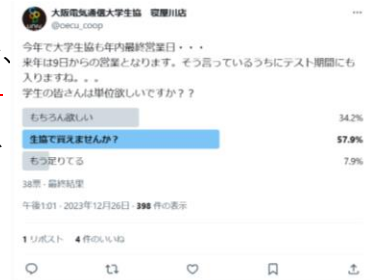 大阪電気通信大学生協 寝屋川店
@oecu_coop
今年で大学生協も年内最終営業日・・・
来年は9日からの営業となります。そう言っているうちにテスト期間にも
入りますね。。。
学生の皆さんは単位欲しいですか？？
もちろん欲しい 34.2%
生協で買えませんか？ 57.9%
もう足りてる 7.9%
38票・最終結果
午後1:01・2023年12月26日・398 件の表示
1 リポスト 4 件のいいね